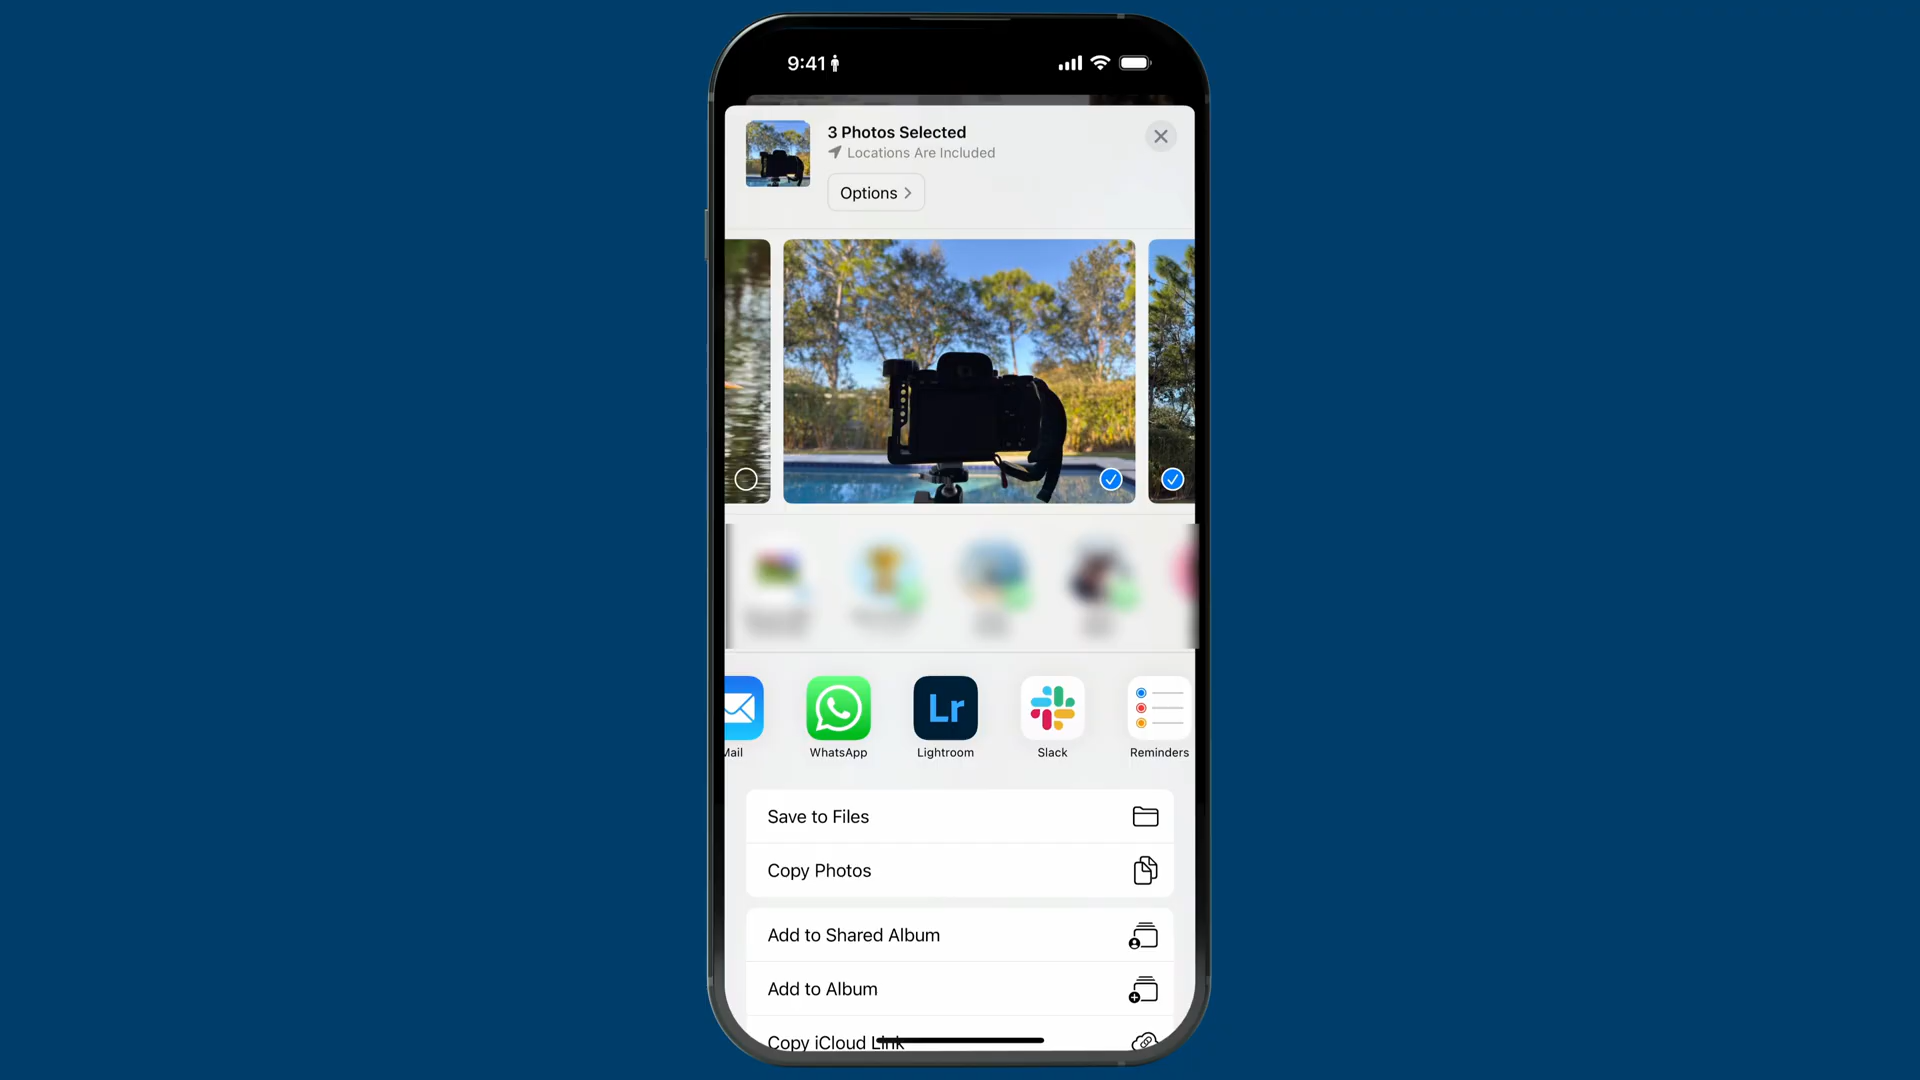 9:41
3 Photos Selected
Locations Are Included
Options
Mail
WhatsApp
Lr
Lightroom
Slack
Reminders
Save to Files
Copy Photos
Add to Shared Album
Add to Album
Copy iCloud Link